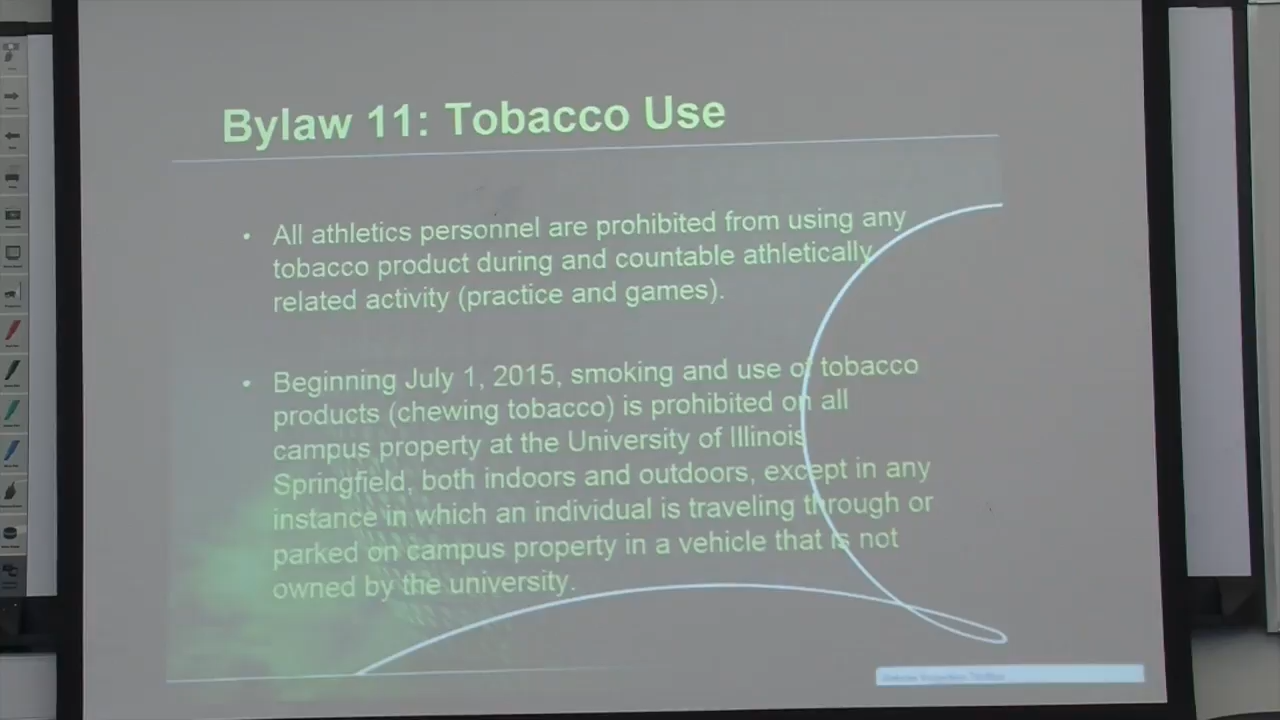 Bylaw 11: Tobacco Use
• All athletics personnel are prohibited from using any
tobacco product during and countable athletically
related activity (practice and games).
• Beginning July 1, 2015, smoking and use of tobacco
products (chewing tobacco) is prohibited on all
campus property at the University of Illinois
Springfield, both indoors and outdoors, except in any
instance in which an individual is traveling through or
parked on campus property in a vehicle that is not
owned by the university.